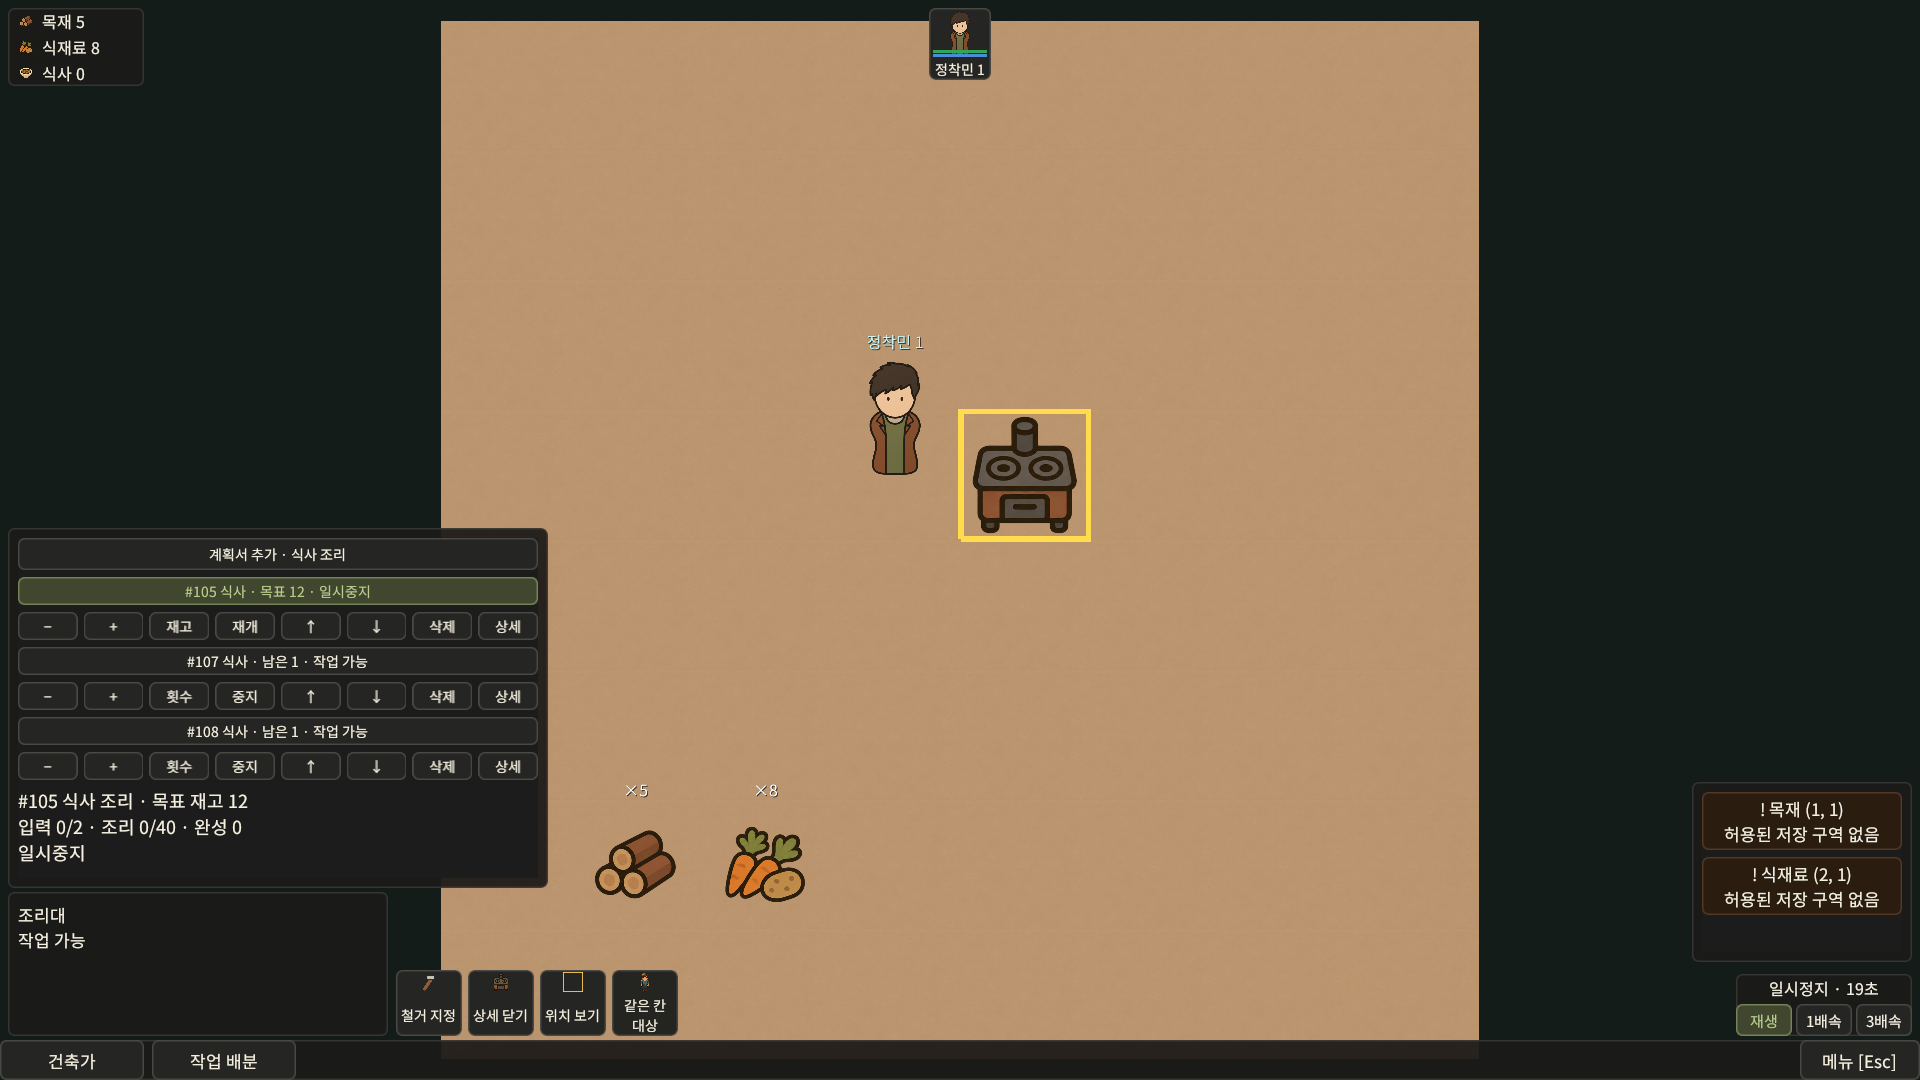 목재 5
식재료 8
식사 0
정착민 1
정착민 1
계획서 추가 · 식사 조리
#105 식사 · 목표 12 · 일시중지
− + 재고 재개 ↑ ↓ 삭제 상세
#107 식사 · 남은 1 · 작업 가능
− + 횟수 중지 ↑ ↓ 삭제 상세
#108 식사 · 남은 1 · 작업 가능
− + 횟수 중지 ↑ ↓ 삭제 상세
#105 식사 조리 · 목표 재고 12
입력 0/2 · 조리 0/40 · 완성 0
일시중지
×5
×8
! 목재 (1, 1)
허용된 저장 구역 없음
! 식재료 (2, 1)
허용된 저장 구역 없음
조리대
작업 가능
철거 지정
상세 닫기
위치 보기
같은 칸
대상
일시정지 · 19초
재생 1배속 3배속
건축가
작업 배분
메뉴 [Esc]